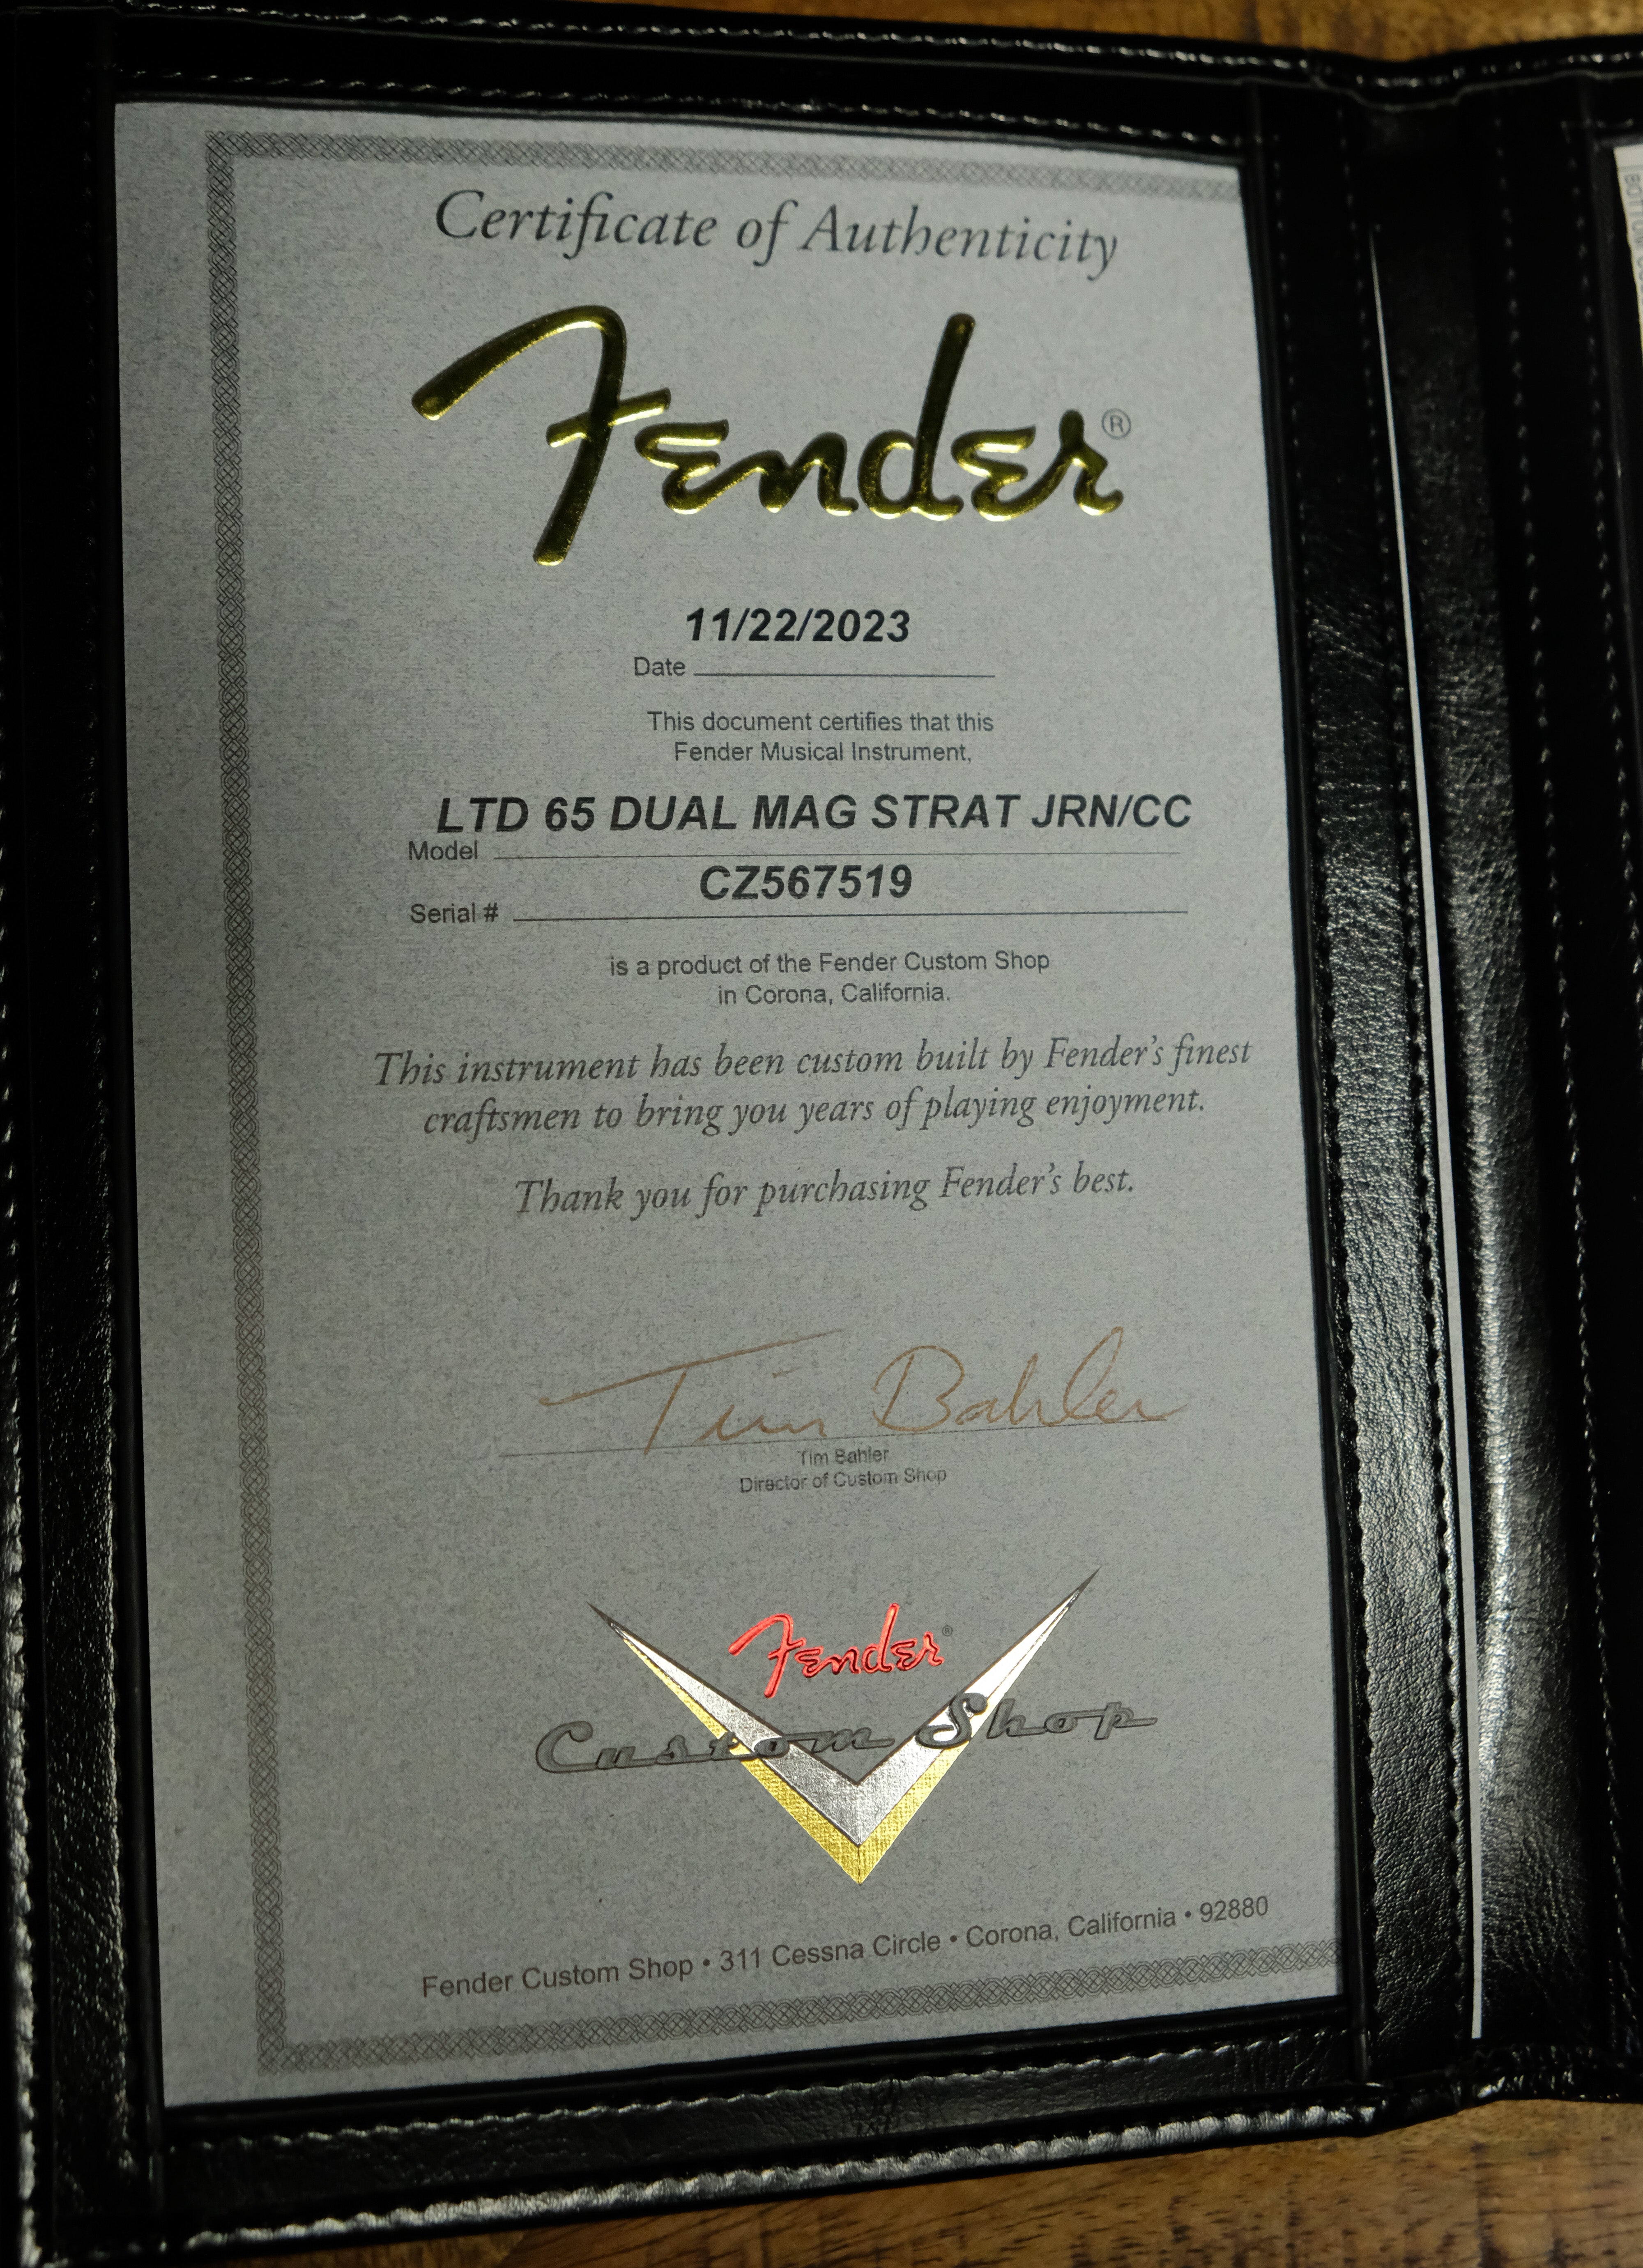 Certificate of Authenticity
Fender®
11/22/2023
Date
This document certifies that this
Fender Musical Instrument,
LTD 65 DUAL MAG STRAT JRN/CC
Model
CZ567519
Serial #
is a product of the Fender Custom Shop
in Corona, California.
This instrument has been custom built by Fender's finest
craftsmen to bring you years of playing enjoyment.
Thank you for purchasing Fender's best.
Tim Bahler
Tim Bahler
Director of Custom Shop
Fender®
Custom Shop
Fender Custom Shop • 311 Cessna Circle • Corona, California • 92880